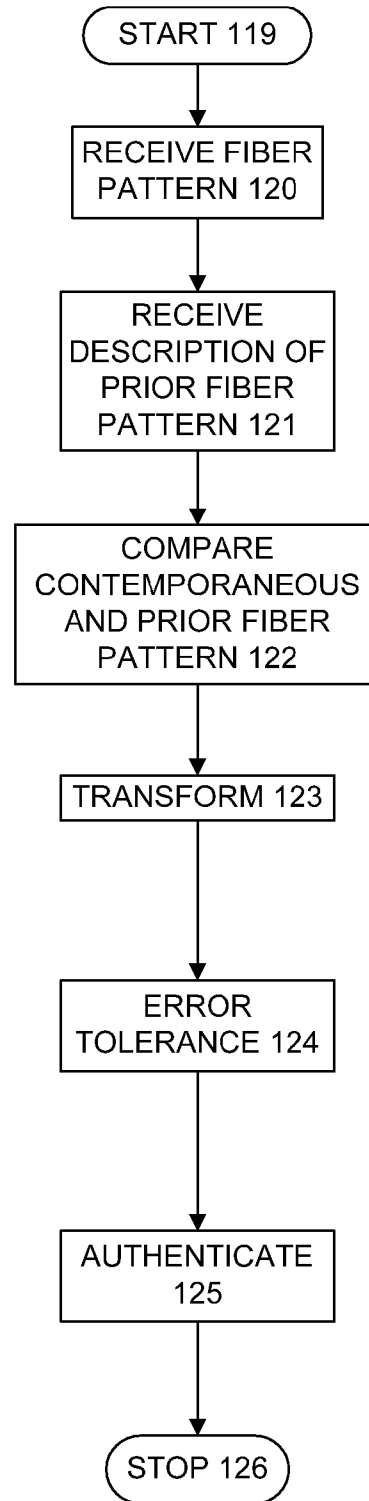 START 119
RECEIVE FIBER
PATTERN 120
RECEIVE
DESCRIPTION OF
PRIOR FIBER
PATTERN 121
COMPARE
CONTEMPORANEOUS
AND PRIOR FIBER
PATTERN 122
TRANSFORM 123
ERROR
TOLERANCE 124
AUTHENTICATE
125
STOP 126